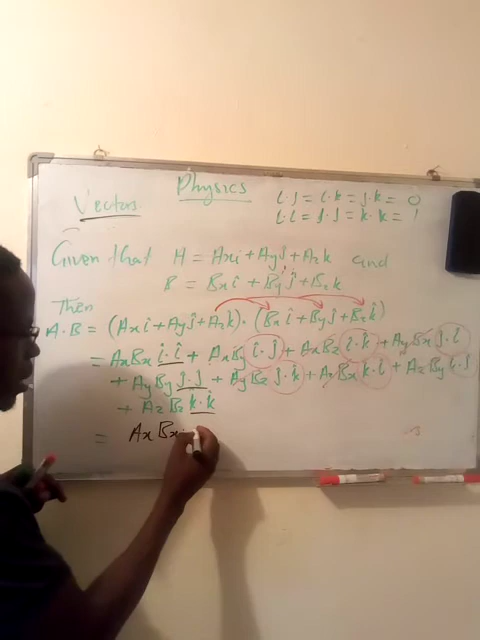 Physics
Vectors
i.j = i.k = j.k = 0
i.i = j.j = k.k = 1
Given that A = Axi + Ayj + Azk and
B = Bxi + Byj + Bzk
Then
A.B = (Axi + Ayj + Azk) . (Bxi + Byj + Bzk)
= AxBx i.i + AxBy i.j + AxBz i.k + AyBx j.i
+ AyBy j.j + AyBz j.k + AzBx k.i + AzBy k.j
+ AzBz k.k
= AxBx